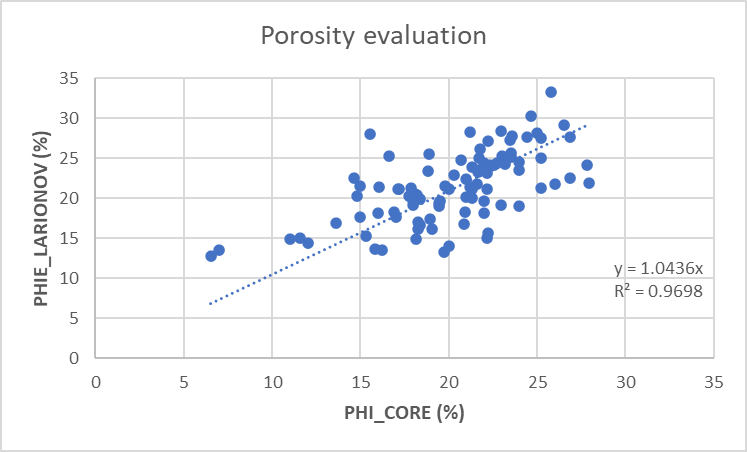 Porosity evaluation
35
30
25
20
15
10
5
0
PHIE_LARIONOV (%)
y = 1.0436x
R² = 0.9698
0 5 10 15 20 25 30 35
PHI_CORE (%)